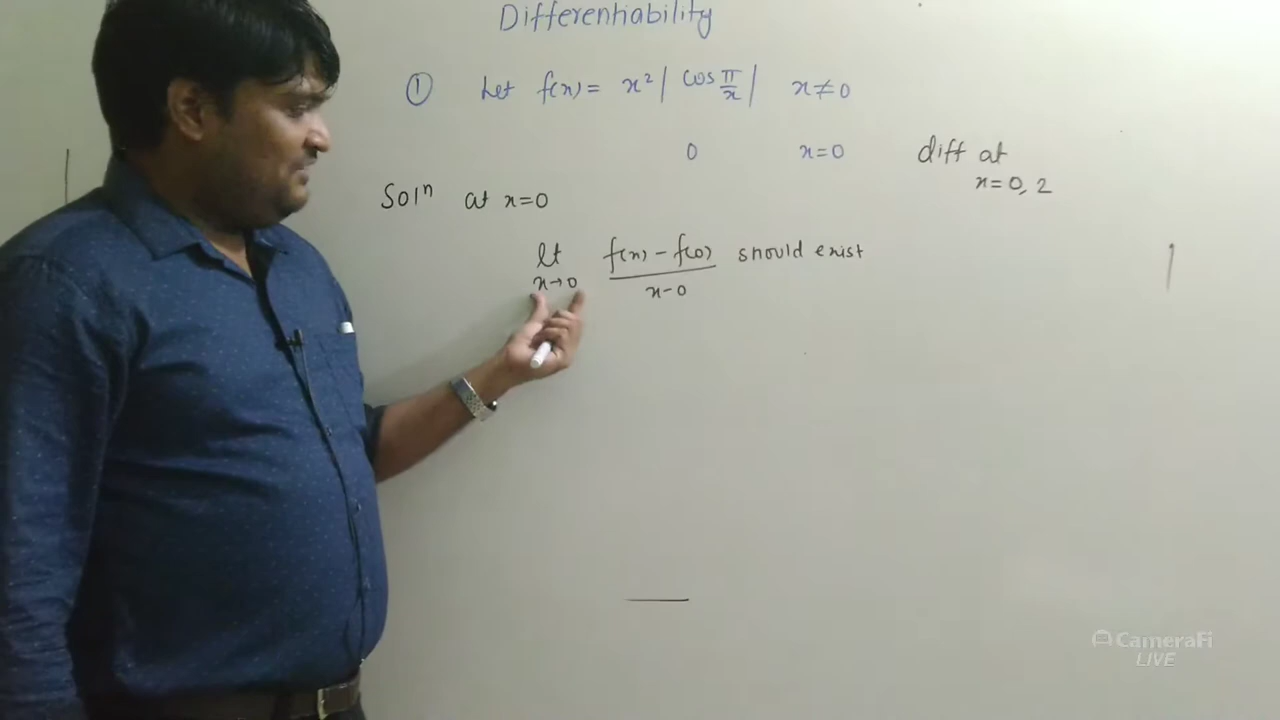 Differentiability
① Let f(x) = x² | cos π/x | x ≠ 0
0 x=0 diff at
x=0, 2
Solⁿ at x=0
lt f(x) - f(0) should exist
x→0 x-0
CameraFi
LIVE